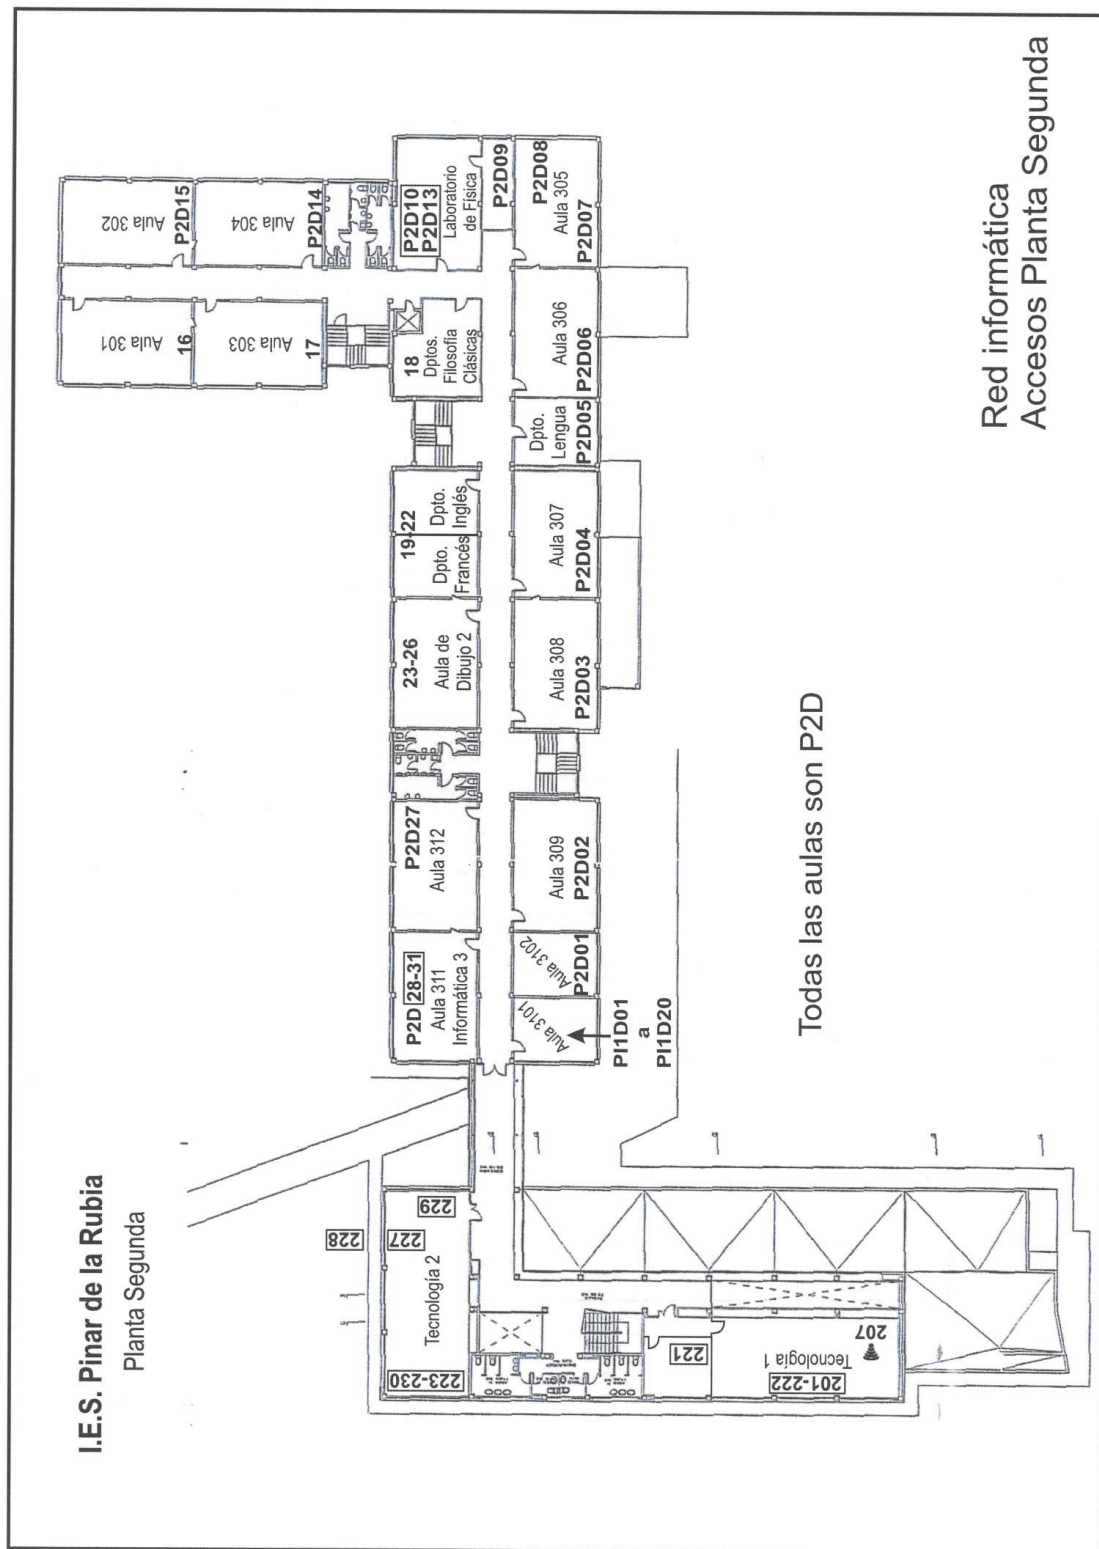 I.E.S. Pinar de la Rubia
Planta Segunda
Aula 302
P2D15
Aula 304
P2D14
Aula 301
16
Aula 303
17
P2D10
P2D13
Laboratorio
de Física
P2D09
18
Dptos.
Filosofía
Clásicas
19-22
Dpto.
Inglés
Dpto.
Francés
23-26
Aula de
Dibujo 2
P2D27
Aula 312
P2D 28-31
Aula 311
Informática 3
P2D08
Aula 305
P2D07
Aula 306
P2D06
Dpto.
Lengua
P2D05
Aula 307
P2D04
Aula 308
P2D03
Aula 309
P2D02
Aula 3102
P2D01
Aula 3101
PI1D01
a
PI1D20
228
227
229
Tecnología 2
223-230
221
Tecnología 1
207
201-222
Todas las aulas son P2D
Red informática
Accesos Planta Segunda